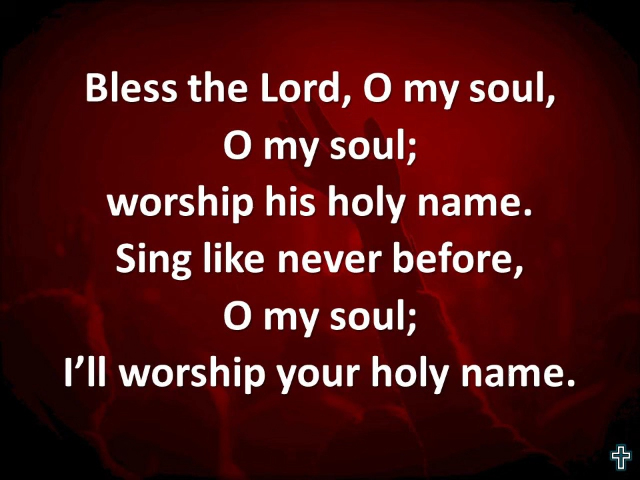 Bless the Lord, O my soul,
O my soul;
worship his holy name.
Sing like never before,
O my soul;
I’ll worship your holy name.